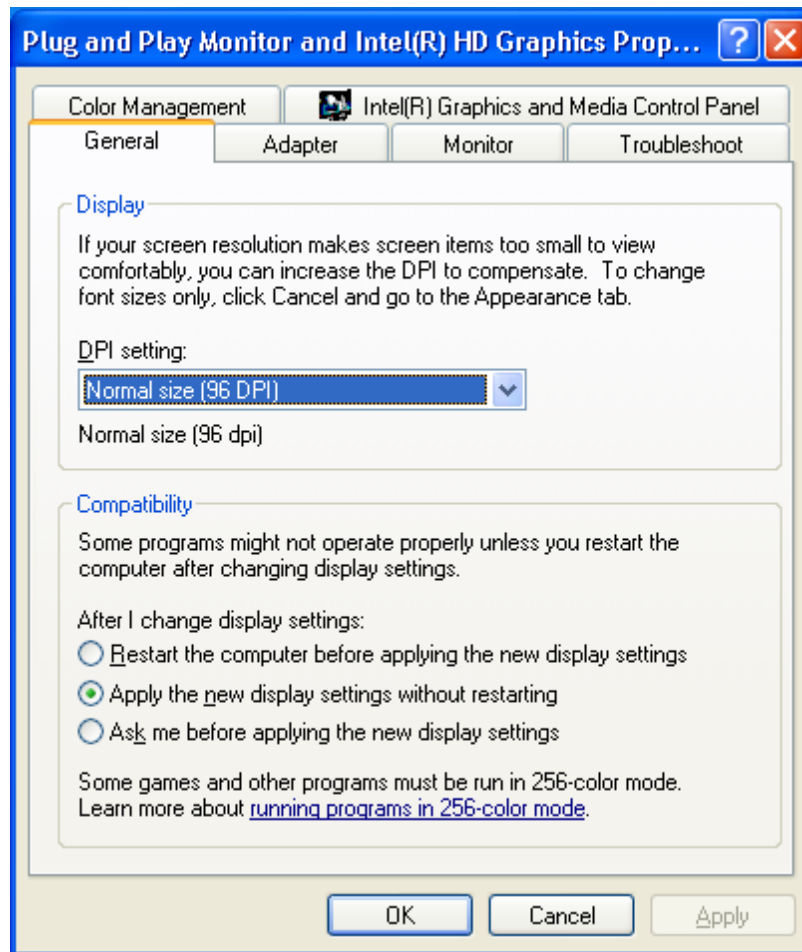 Plug and Play Monitor and Intel(R) HD Graphics Prop...
Color Management
Intel(R) Graphics and Media Control Panel
General
Adapter
Monitor
Troubleshoot
Display
If your screen resolution makes screen items too small to view
comfortably, you can increase the DPI to compensate.  To change
font sizes only, click Cancel and go to the Appearance tab.
DPI setting:
Normal size (96 DPI)
Normal size (96 dpi)
Compatibility
Some programs might not operate properly unless you restart the
computer after changing display settings.
After I change display settings:
Restart the computer before applying the new display settings
Apply the new display settings without restarting
Ask me before applying the new display settings
Some games and other programs must be run in 256-color mode.
Learn more about running programs in 256-color mode.
OK
Cancel
Apply